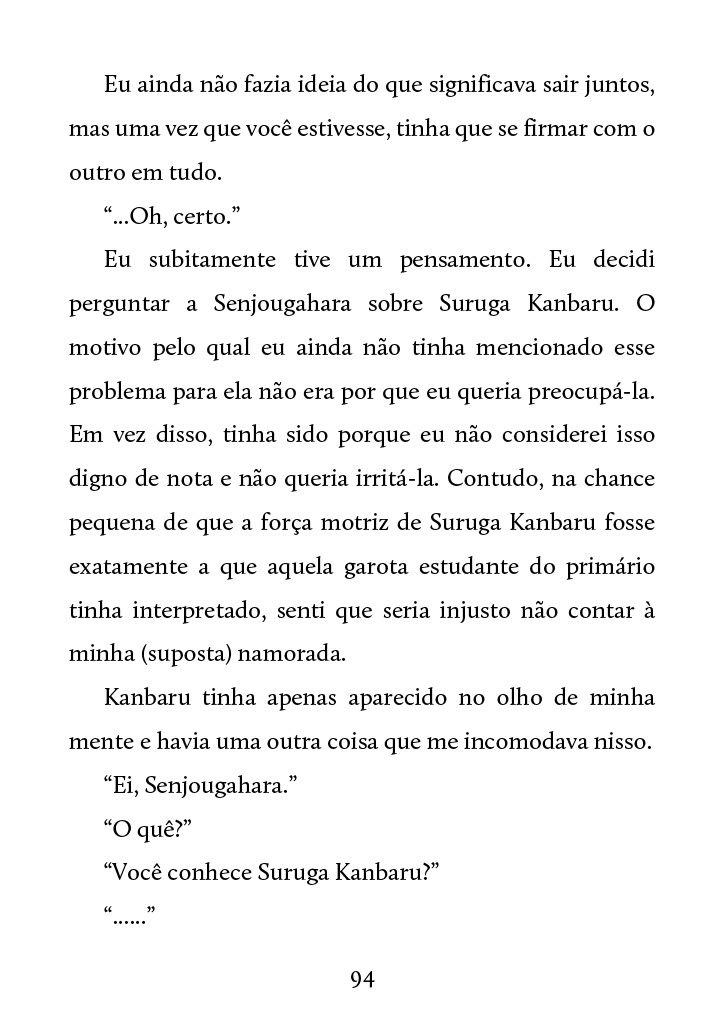 Eu ainda não fazia ideia do que significava sair juntos,
mas uma vez que você estivesse, tinha que se firmar com o
outro em tudo.
“...Oh, certo.”
Eu subitamente tive um pensamento. Eu decidi
perguntar a Senjougahara sobre Suruga Kanbaru. O
motivo pelo qual eu ainda não tinha mencionado esse
problema para ela não era por que eu queria preocupá-la.
Em vez disso, tinha sido porque eu não considerei isso
digno de nota e não queria irritá-la. Contudo, na chance
pequena de que a força motriz de Suruga Kanbaru fosse
exatamente a que aquela garota estudante do primário
tinha interpretado, senti que seria injusto não contar à
minha (suposta) namorada.
Kanbaru tinha apenas aparecido no olho de minha
mente e havia uma outra coisa que me incomodava nisso.
“Ei, Senjougahara.”
“O quê?”
“Você conhece Suruga Kanbaru?”
“......”
94